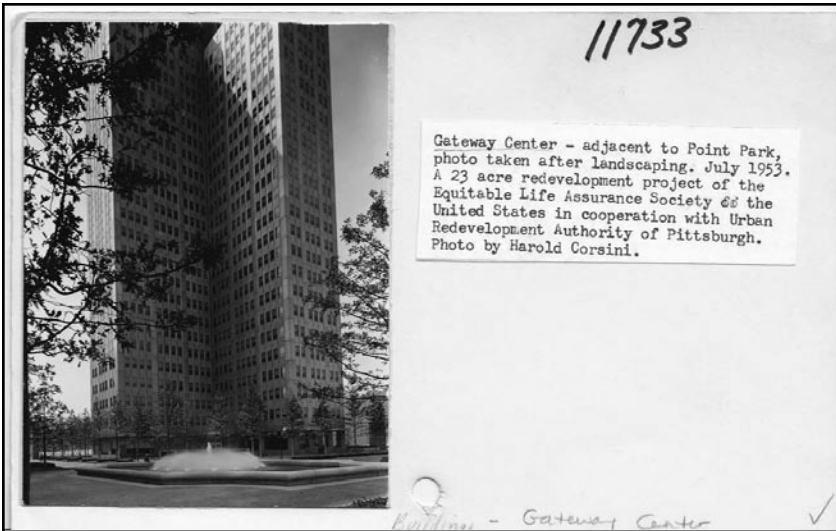 11733
Gateway Center - adjacent to Point Park,
photo taken after landscaping. July 1953.
A 23 acre redevelopment project of the
Equitable Life Assurance Society the
United States in cooperation with Urban
Redevelopment Authority of Pittsburgh.
Photo by Harold Corsini.
Buildings - Gateway Center